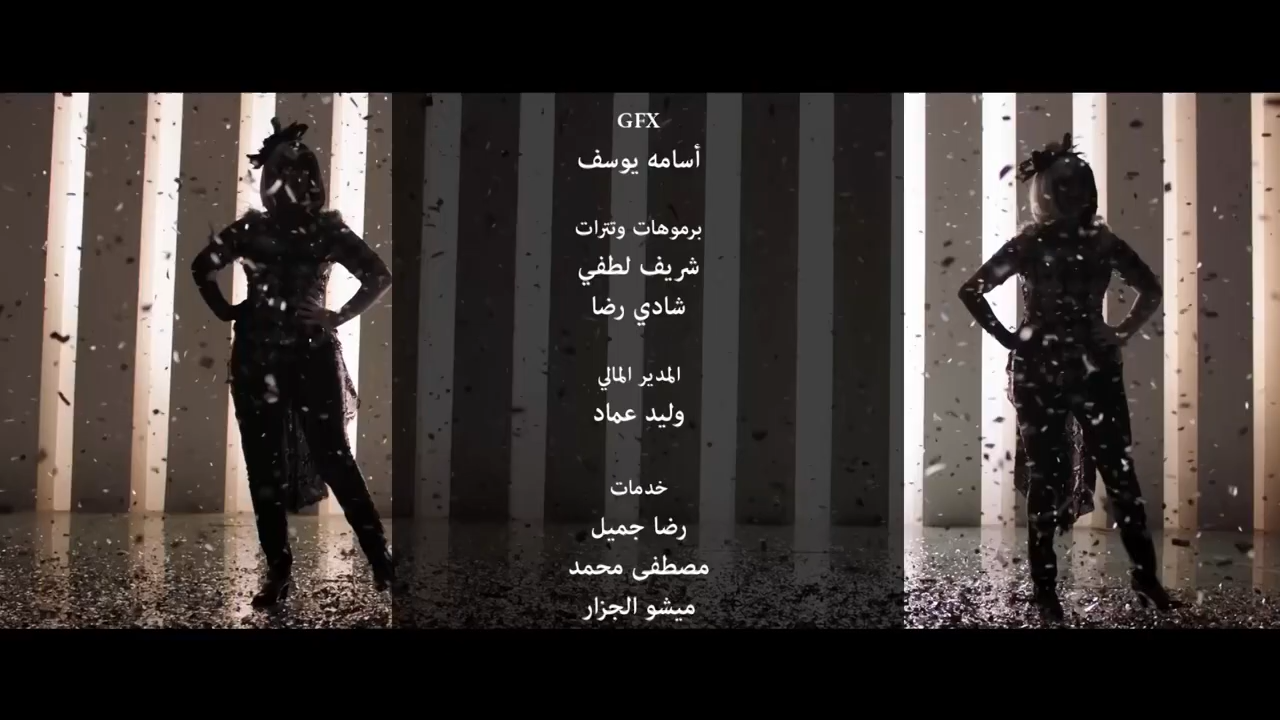 GFX
أسامه يوسف
برموهات وتترات
شريف لطفي
شادي رضا
المدير المالي
وليد عماد
خدمات
رضا جميل
مصطفى محمد
ميشو الجزار